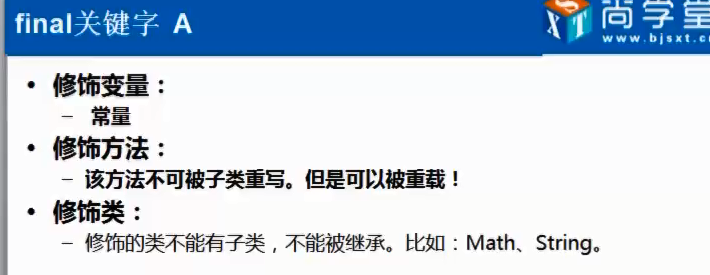 final关键字 A
尚学堂
www.bjsxt.c
• 修饰变量：
– 常量
• 修饰方法：
– 该方法不可被子类重写。但是可以被重载！
• 修饰类：
– 修饰的类不能有子类，不能被继承。比如：Math、String。